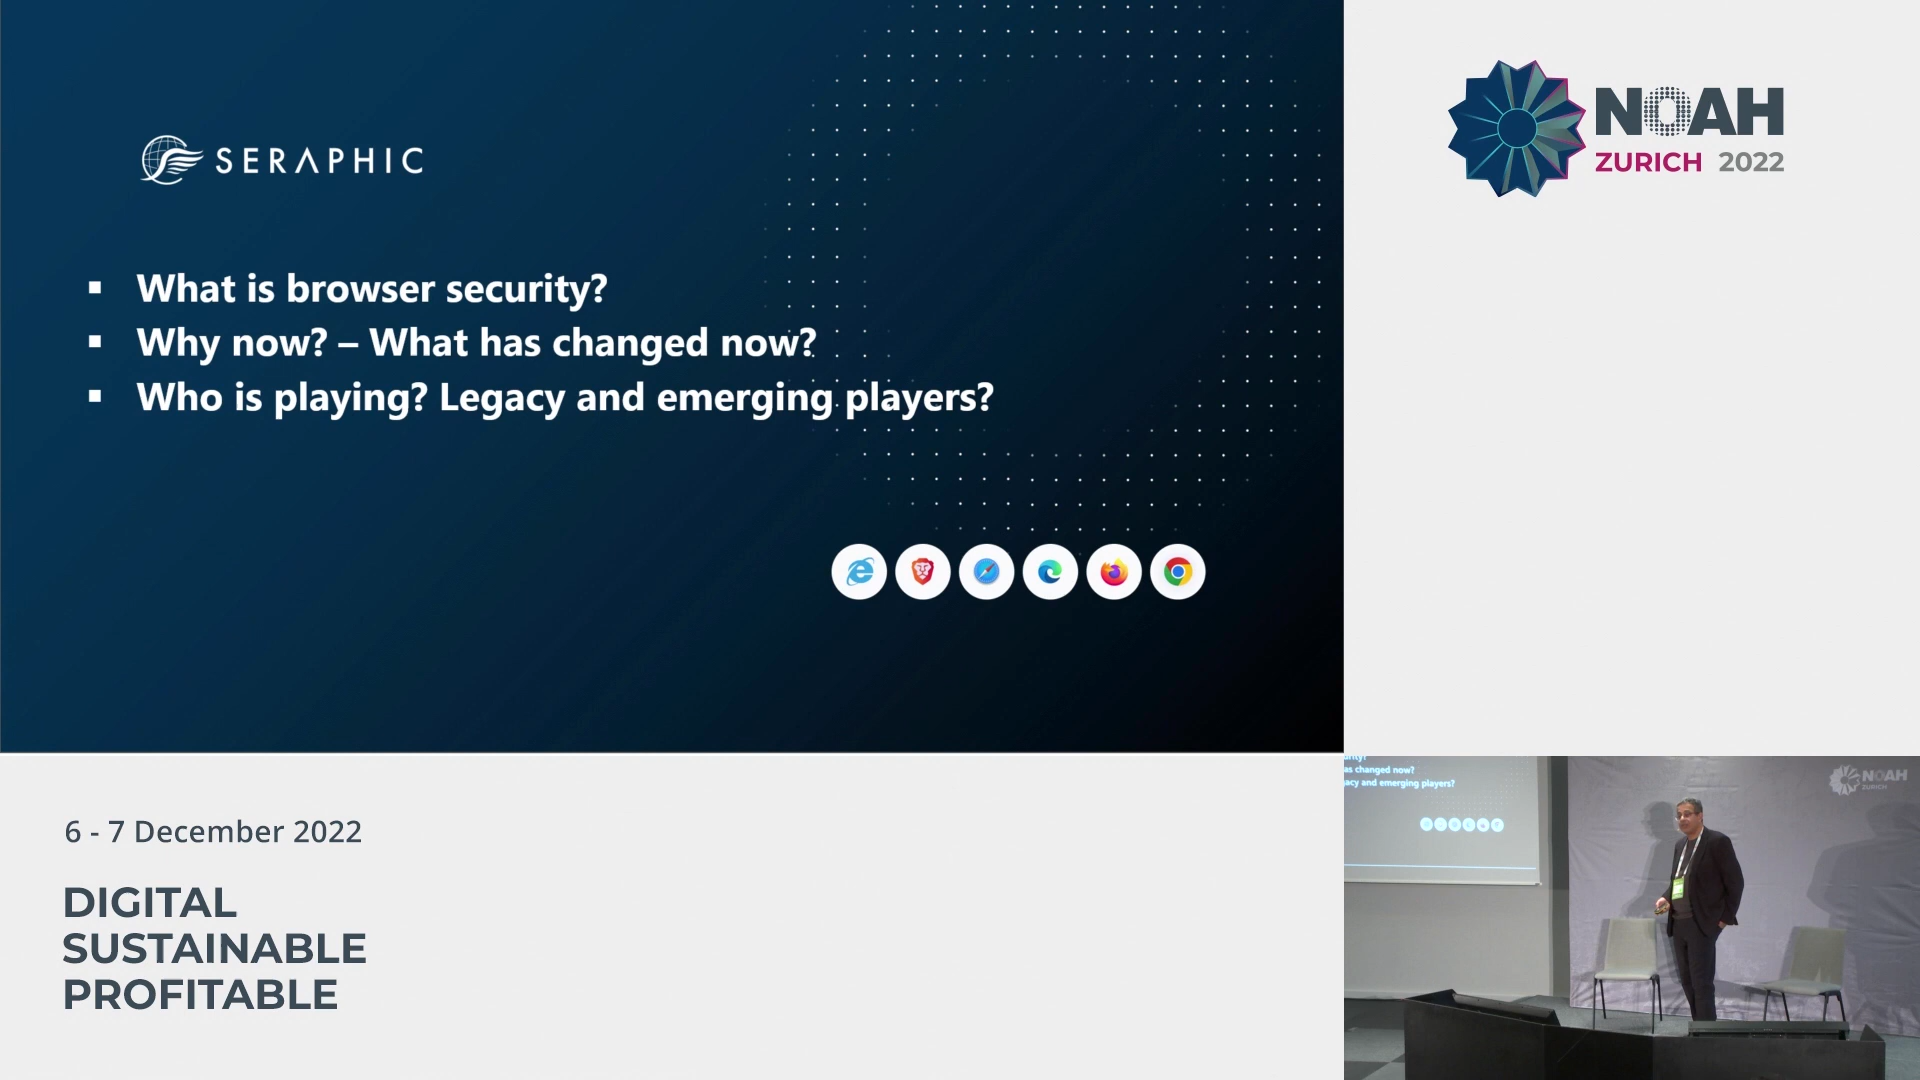 SERAPHIC
What is browser security?
Why now? – What has changed now?
Who is playing? Legacy and emerging players?
NOAH
ZURICH 2022
6 - 7 December 2022
DIGITAL
SUSTAINABLE
PROFITABLE
as changed now?
acy and emerging players?
NOAH
ZURICH